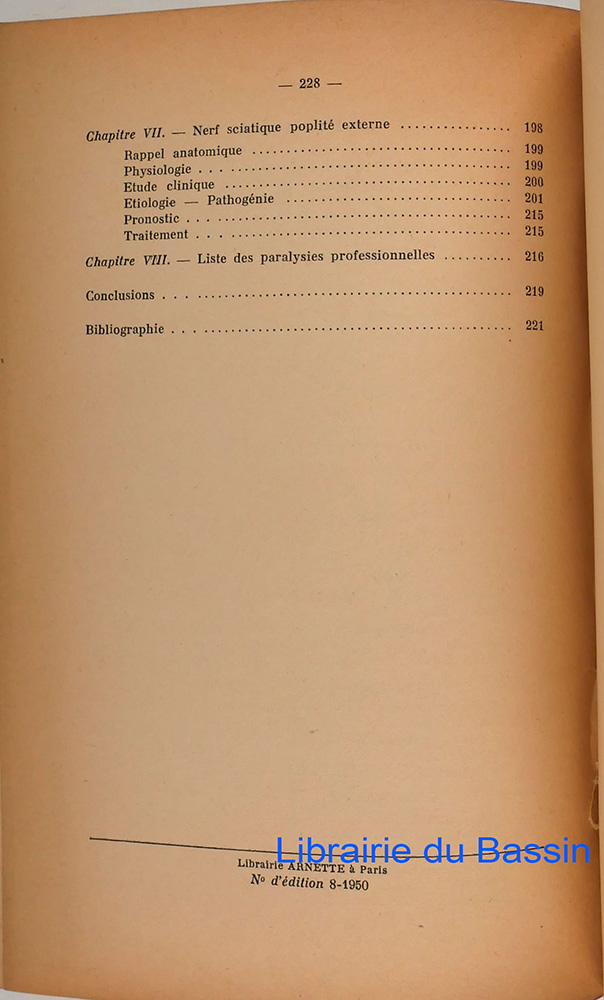 — 228 —
Chapitre VII. — Nerf sciatique poplité externe ................ 198
Rappel anatomique ...................................... 199
Physiologie ............................................. 199
Etude clinique .......................................... 200
Etiologie — Pathogénie .................................. 201
Pronostic ............................................... 215
Traitement .............................................. 215
Chapitre VIII. — Liste des paralysies professionnelles .......... 216
Conclusions ................................................ 219
Bibliographie .............................................. 221
Librairie du Bassin
Librairie ARNETTE à Paris
No d'édition 8-1950